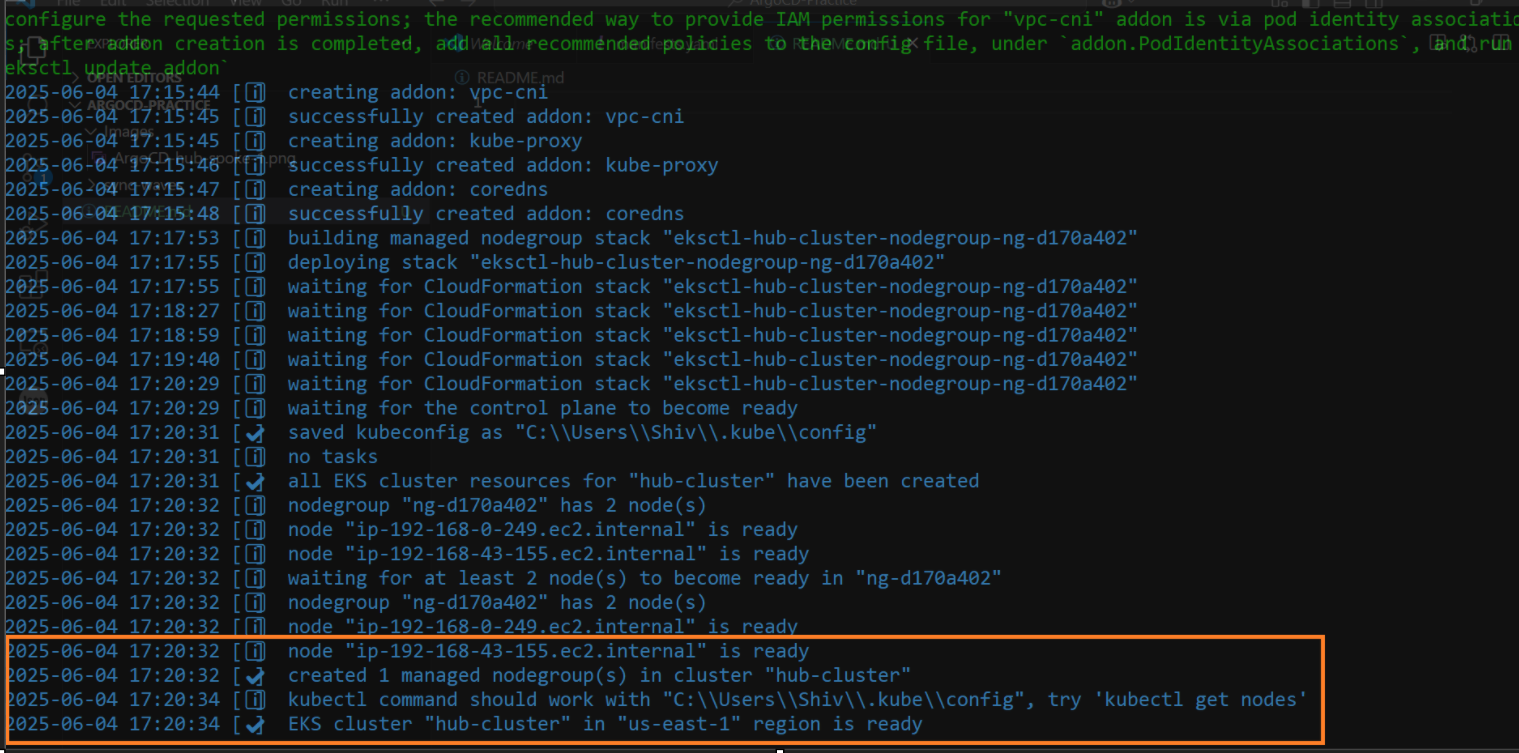 configure the requested permissions; the recommended way to provide IAM permissions for "vpc-cni" addon is via pod identity associatio
s; after addon creation is completed, add all recommended policies to the config file, under `addon.PodIdentityAssociations`, and run
eksctl update addon`
OPEN EDITORS
README.md
2025-06-04 17:15:44 [ℹ]  creating addon: vpc-cni
ARGOCD-PRACTICE
2025-06-04 17:15:45 [ℹ]  successfully created addon: vpc-cni
Images
2025-06-04 17:15:45 [ℹ]  creating addon: kube-proxy
2025-06-04 17:15:46 [ℹ]  successfully created addon: kube-proxy
2025-06-04 17:15:47 [ℹ]  creating addon: coredns
2025-06-04 17:15:48 [ℹ]  successfully created addon: coredns
2025-06-04 17:17:53 [ℹ]  building managed nodegroup stack "eksctl-hub-cluster-nodegroup-ng-d170a402"
2025-06-04 17:17:55 [ℹ]  deploying stack "eksctl-hub-cluster-nodegroup-ng-d170a402"
2025-06-04 17:17:55 [ℹ]  waiting for CloudFormation stack "eksctl-hub-cluster-nodegroup-ng-d170a402"
2025-06-04 17:18:27 [ℹ]  waiting for CloudFormation stack "eksctl-hub-cluster-nodegroup-ng-d170a402"
2025-06-04 17:18:59 [ℹ]  waiting for CloudFormation stack "eksctl-hub-cluster-nodegroup-ng-d170a402"
2025-06-04 17:19:40 [ℹ]  waiting for CloudFormation stack "eksctl-hub-cluster-nodegroup-ng-d170a402"
2025-06-04 17:20:29 [ℹ]  waiting for CloudFormation stack "eksctl-hub-cluster-nodegroup-ng-d170a402"
2025-06-04 17:20:29 [ℹ]  waiting for the control plane to become ready
2025-06-04 17:20:31 [✔]  saved kubeconfig as "C:\\Users\\Shiv\\.kube\\config"
2025-06-04 17:20:31 [ℹ]  no tasks
2025-06-04 17:20:31 [✔]  all EKS cluster resources for "hub-cluster" have been created
2025-06-04 17:20:32 [ℹ]  nodegroup "ng-d170a402" has 2 node(s)
2025-06-04 17:20:32 [ℹ]  node "ip-192-168-0-249.ec2.internal" is ready
2025-06-04 17:20:32 [ℹ]  node "ip-192-168-43-155.ec2.internal" is ready
2025-06-04 17:20:32 [ℹ]  waiting for at least 2 node(s) to become ready in "ng-d170a402"
2025-06-04 17:20:32 [ℹ]  nodegroup "ng-d170a402" has 2 node(s)
2025-06-04 17:20:32 [ℹ]  node "ip-192-168-0-249.ec2.internal" is ready
2025-06-04 17:20:32 [ℹ]  node "ip-192-168-43-155.ec2.internal" is ready
2025-06-04 17:20:32 [✔]  created 1 managed nodegroup(s) in cluster "hub-cluster"
2025-06-04 17:20:34 [ℹ]  kubectl command should work with "C:\\Users\\Shiv\\.kube\\config", try 'kubectl get nodes'
2025-06-04 17:20:34 [✔]  EKS cluster "hub-cluster" in "us-east-1" region is ready